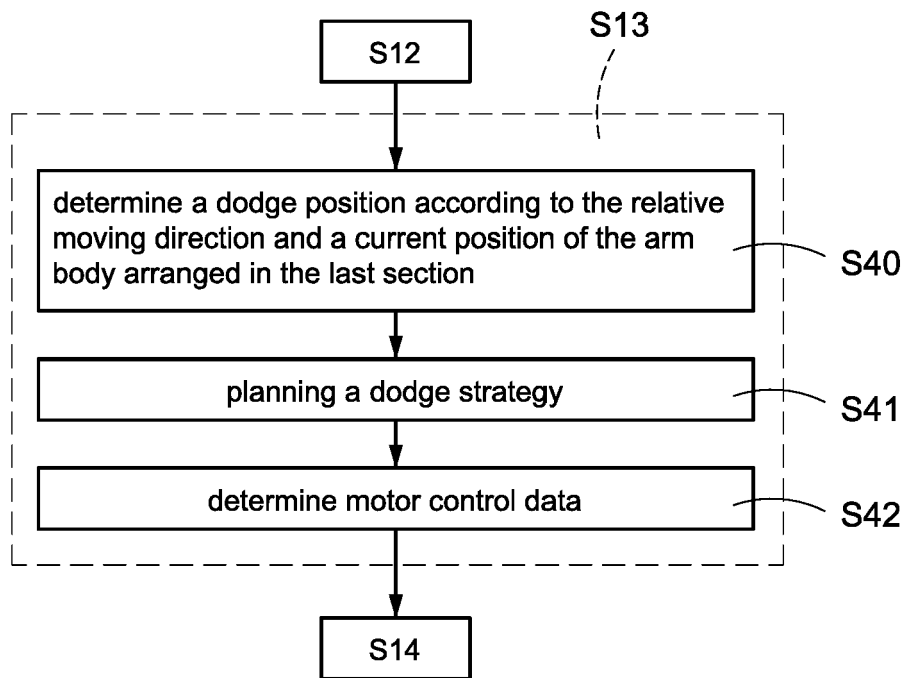 S13
S12
determine a dodge position according to the relative
moving direction and a current position of the arm
body arranged in the last section
S40
planning a dodge strategy
S41
determine motor control data
S42
S14